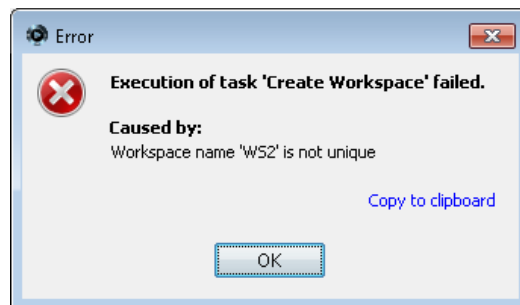 Error
Execution of task 'Create Workspace' failed.
Caused by:
Workspace name 'WS2' is not unique
Copy to clipboard
OK